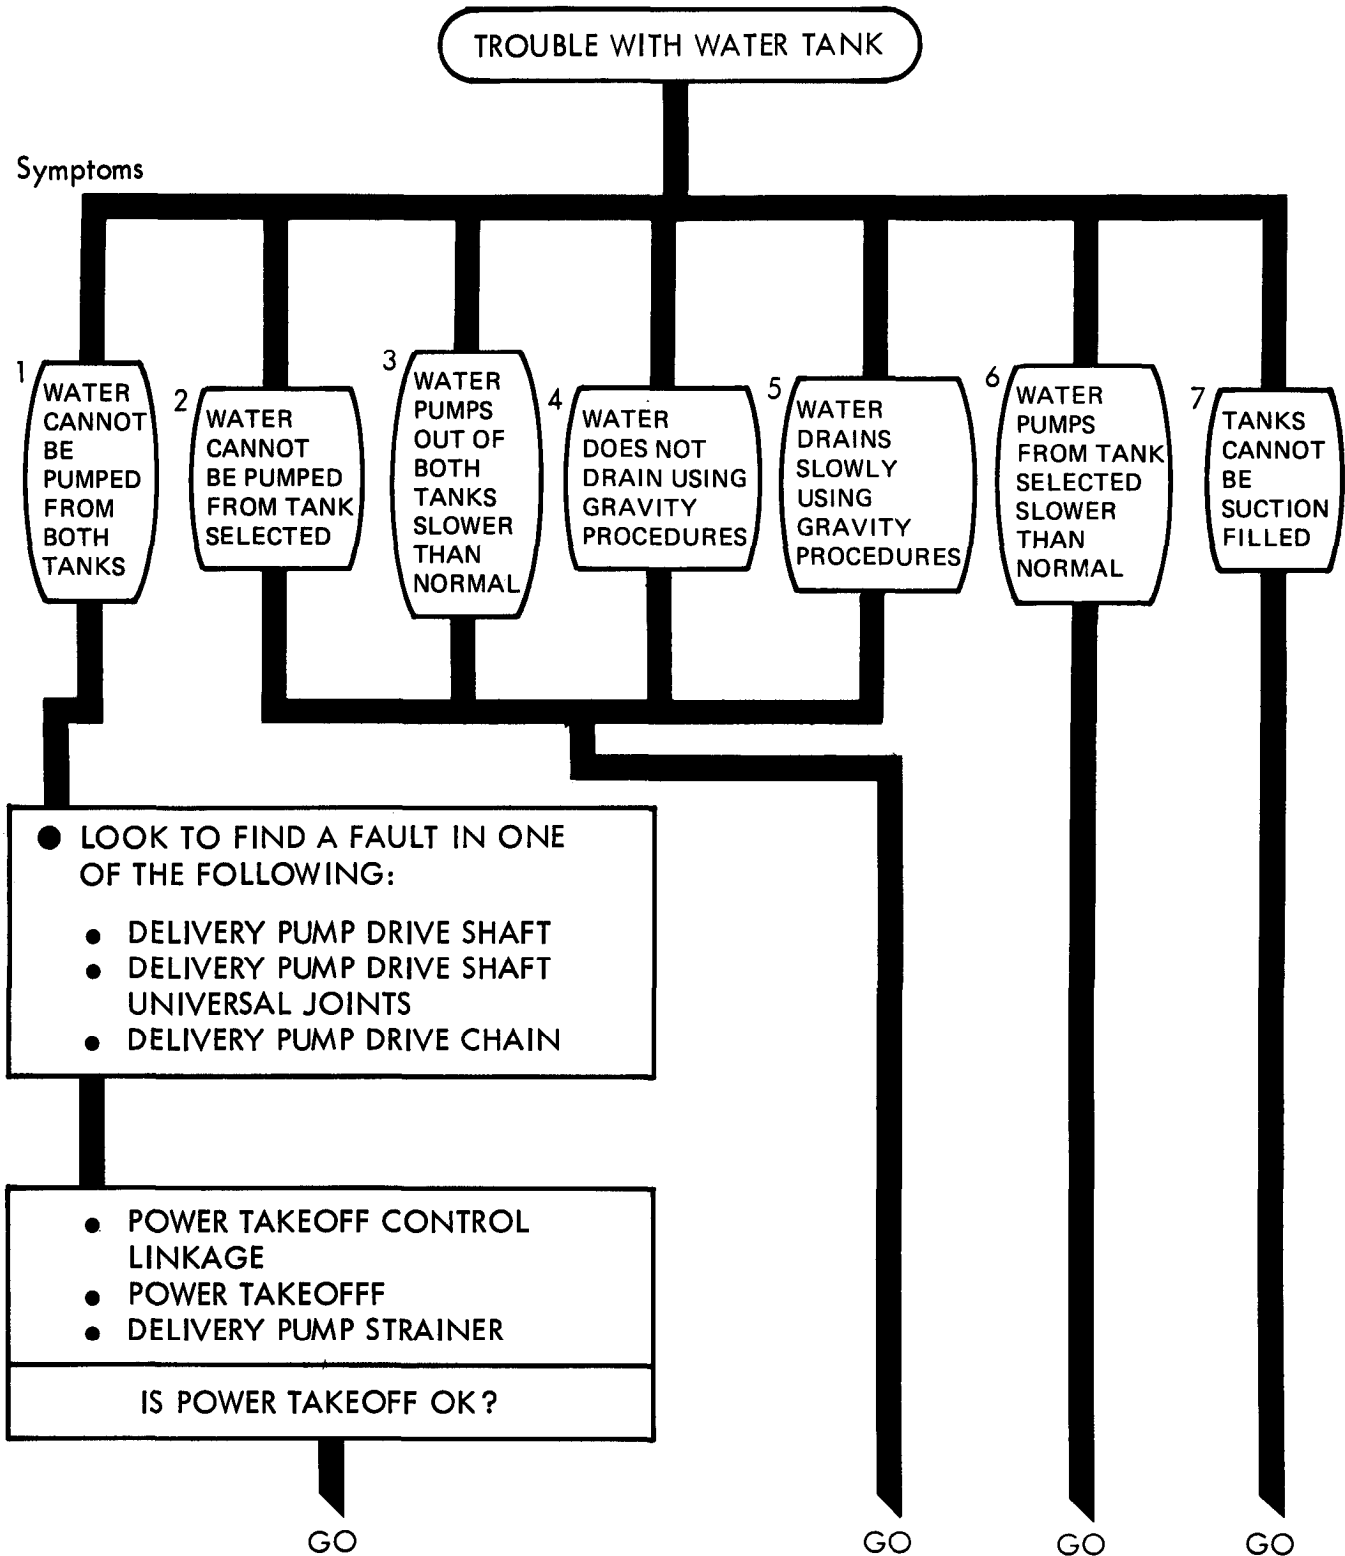 TROUBLE WITH WATER TANK
Symptoms
1
WATER
CANNOT
BE
PUMPED
FROM
BOTH
TANKS
2
WATER
CANNOT
BE PUMPED
FROM TANK
SELECTED
3
WATER
PUMPS
OUT OF
BOTH
TANKS
SLOWER
THAN
NORMAL
4
WATER
DOES NOT
DRAIN USING
GRAVITY
PROCEDURES
5
WATER
DRAINS
SLOWLY
USING
GRAVITY
PROCEDURES
6
WATER
PUMPS
FROM TANK
SELECTED
SLOWER
THAN
NORMAL
7
TANKS
CANNOT
BE
SUCTION
FILLED
● LOOK TO FIND A FAULT IN ONE
OF THE FOLLOWING:
● DELIVERY PUMP DRIVE SHAFT
● DELIVERY PUMP DRIVE SHAFT
UNIVERSAL JOINTS
● DELIVERY PUMP DRIVE CHAIN
● POWER TAKEOFF CONTROL
LINKAGE
● POWER TAKEOFFF
● DELIVERY PUMP STRAINER
IS POWER TAKEOFF OK?
GO
GO
GO
GO